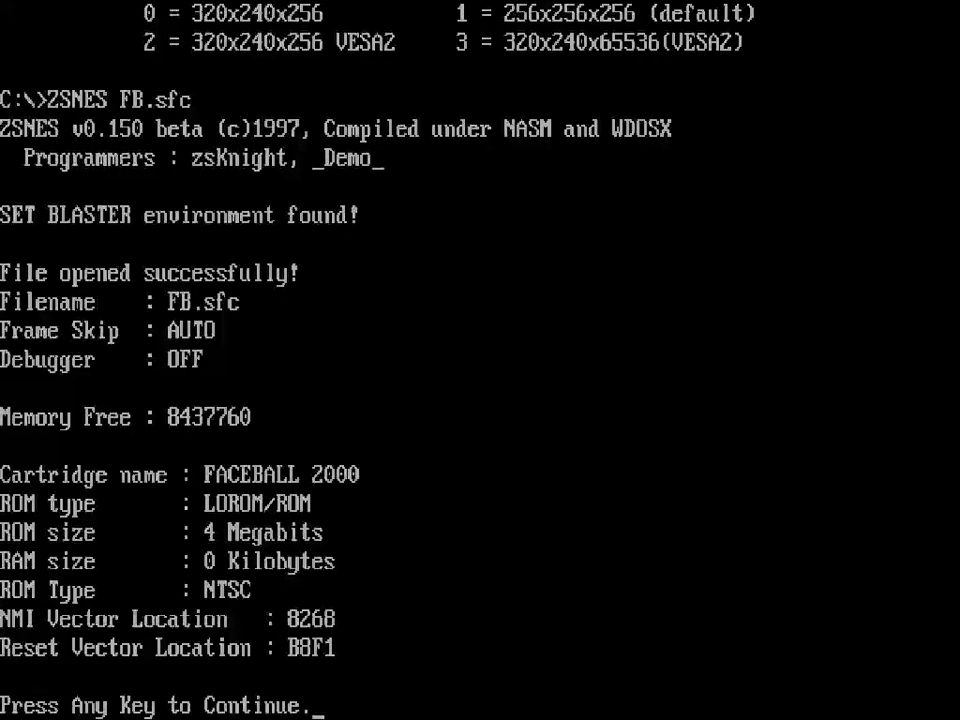 0 = 320x240x256 1 = 256x256x256 (default)
2 = 320x240x256 VESA2 3 = 320x240x65536(VESA2)
C:\>ZSNES FB.sfc
ZSNES v0.150 beta (c)1997, Compiled under NASM and WDOSX
Programmers : zsKnight, _Demo_
SET BLASTER environment found!
File opened successfully!
Filename : FB.sfc
Frame Skip : AUTO
Debugger : OFF
Memory Free : 8437760
Cartridge name : FACEBALL 2000
ROM type : LOROM/ROM
ROM size : 4 Megabits
RAM size : 0 Kilobytes
ROM Type : NTSC
NMI Vector Location : 8268
Reset Vector Location : B8F1
Press Any Key to Continue._